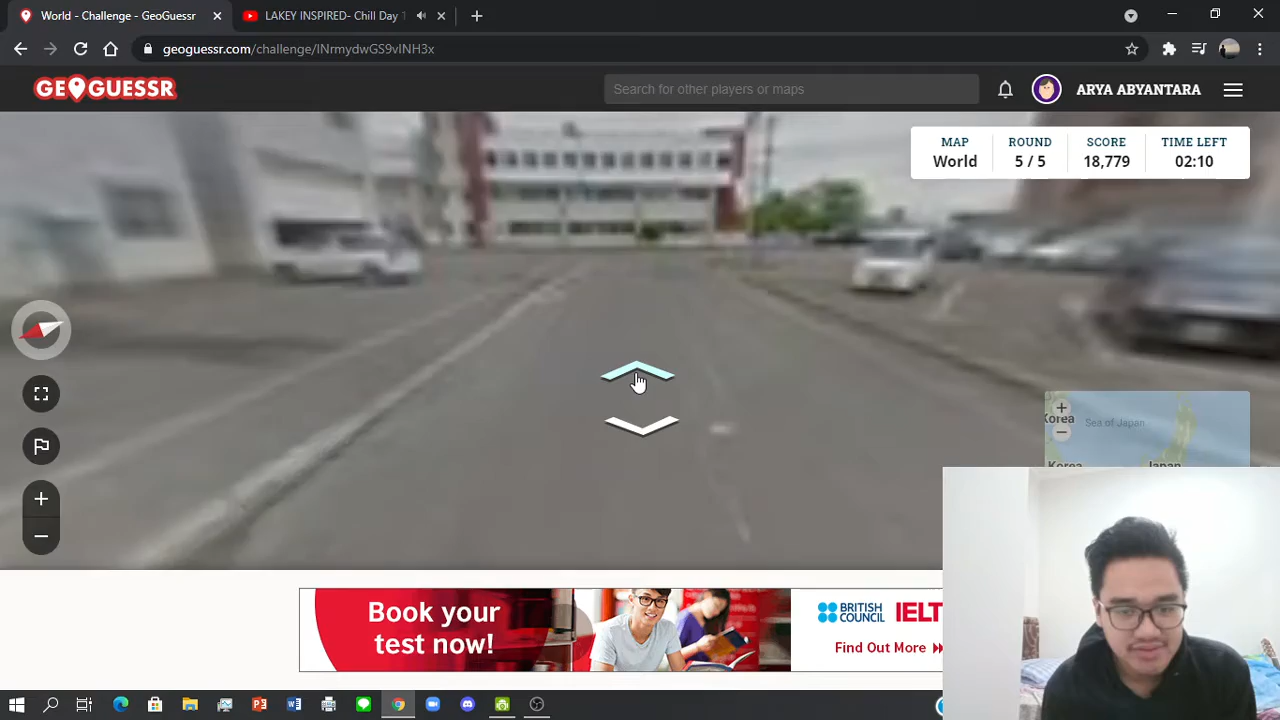 World - Challenge - GeoGuessr
LAKEY INSPIRED- Chill Day
geoguessr.com/challenge/lNrmydwGS9vlNH3x
GEOGUESSR
Search for other players or maps
ARYA ABYANTARA
MAP
World
ROUND
5 / 5
SCORE
18,779
TIME LEFT
02:10
Korea
Sea of Japan
Korea
Japan
Book your
test now!
BRITISH
COUNCIL
IELT
Find Out More